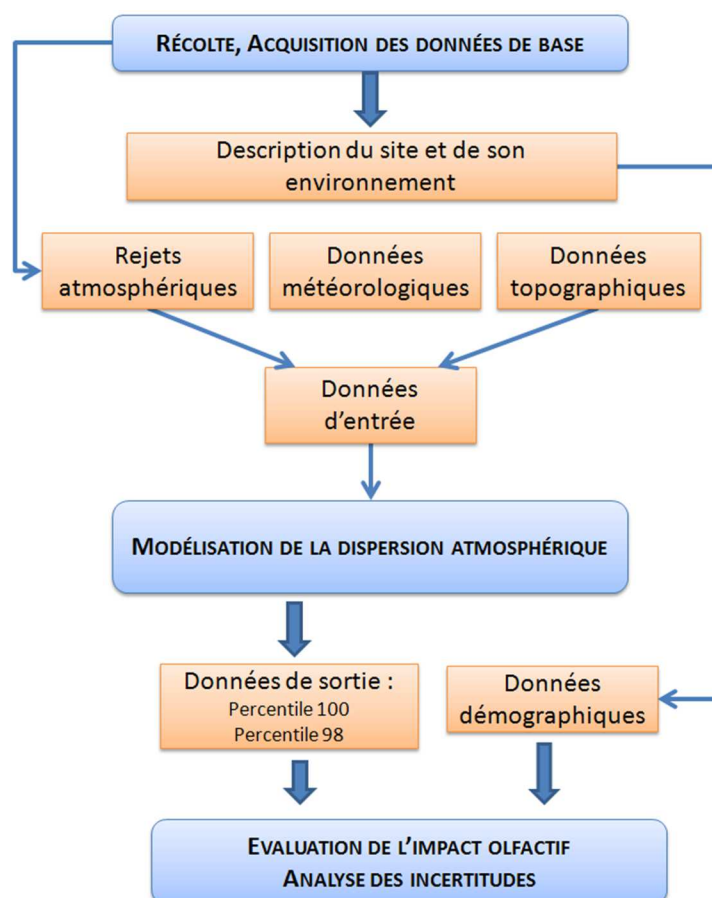 RÉCOLTE, ACQUISITION DES DONNÉES DE BASE
Description du site et de son
environnement
Rejets
atmosphériques
Données
météorologiques
Données
topographiques
Données
d'entrée
MODÉLISATION DE LA DISPERSION ATMOSPHÉRIQUE
Données de sortie :
Percentile 100
Percentile 98
Données
démographiques
EVALUATION DE L'IMPACT OLFACTIF
ANALYSE DES INCERTITUDES